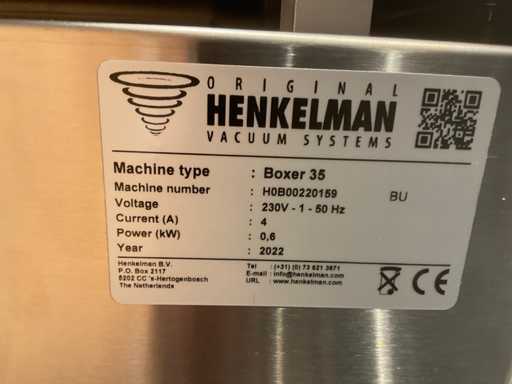 ORIGINAL
HENKELMAN
VACUUM SYSTEMS
Machine type : Boxer 35
Machine number : H0B00220159 BU
Voltage : 230V - 1 - 50 Hz
Current (A) : 4
Power (kW) : 0,6
Year : 2022
Henkelman B.V.
P.O. Box 2117
5202 CC 's-Hertogenbosch
The Netherlands
Tel : (+31) (0) 73 621 3671
E-mail : info@henkelman.com
URL : www.henkelman.com
CE